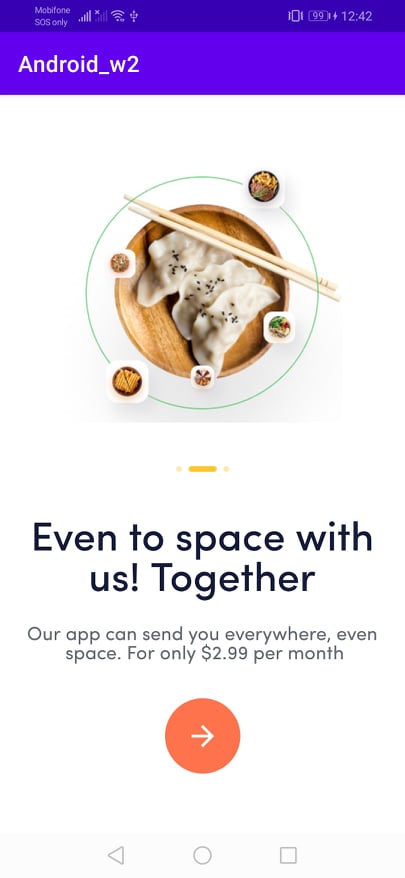 Mobifone
SOS only
99
12:42
Android_w2
Even to space with
us! Together
Our app can send you everywhere, even
space. For only $2.99 per month